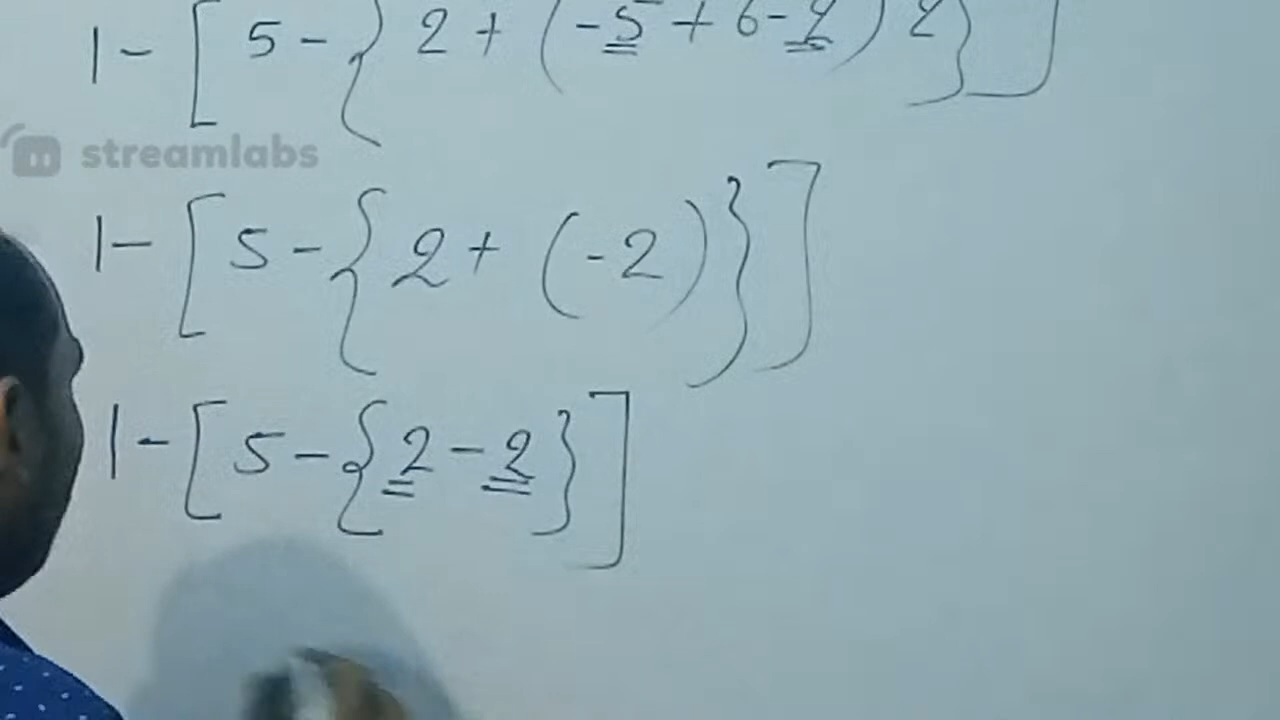 1 - [ 5 - { 2 + ( -5 + 6 - 2 ) 2 } ]
streamlabs
1 - [ 5 - { 2 + ( -2 ) } ]
1 - [ 5 - { 2 - 2 } ]